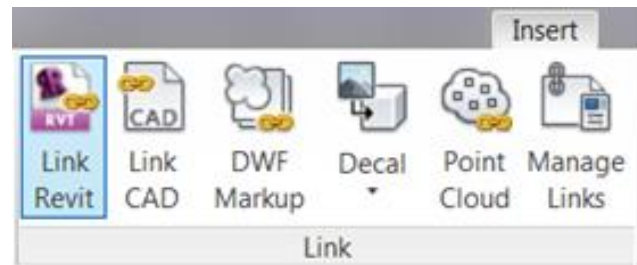 Insert
RVT
CAD
Link Revit
Link CAD
DWF Markup
Decal
Point Cloud
Manage Links
Link